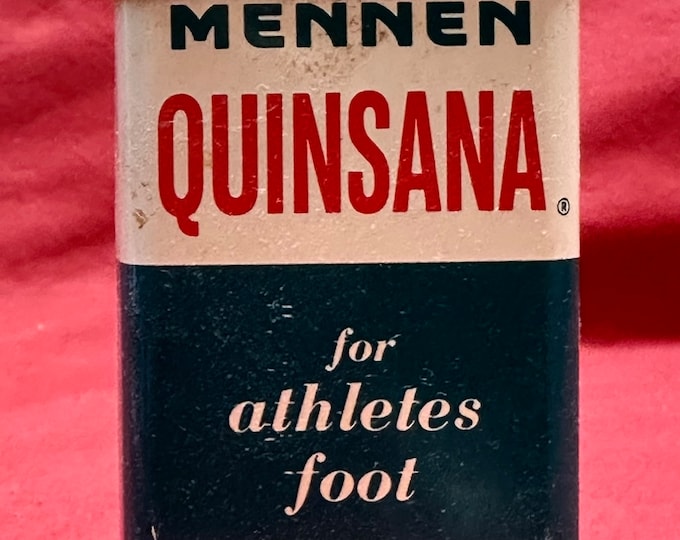 MENNEN
QUINSANA®
for
athletes
foot